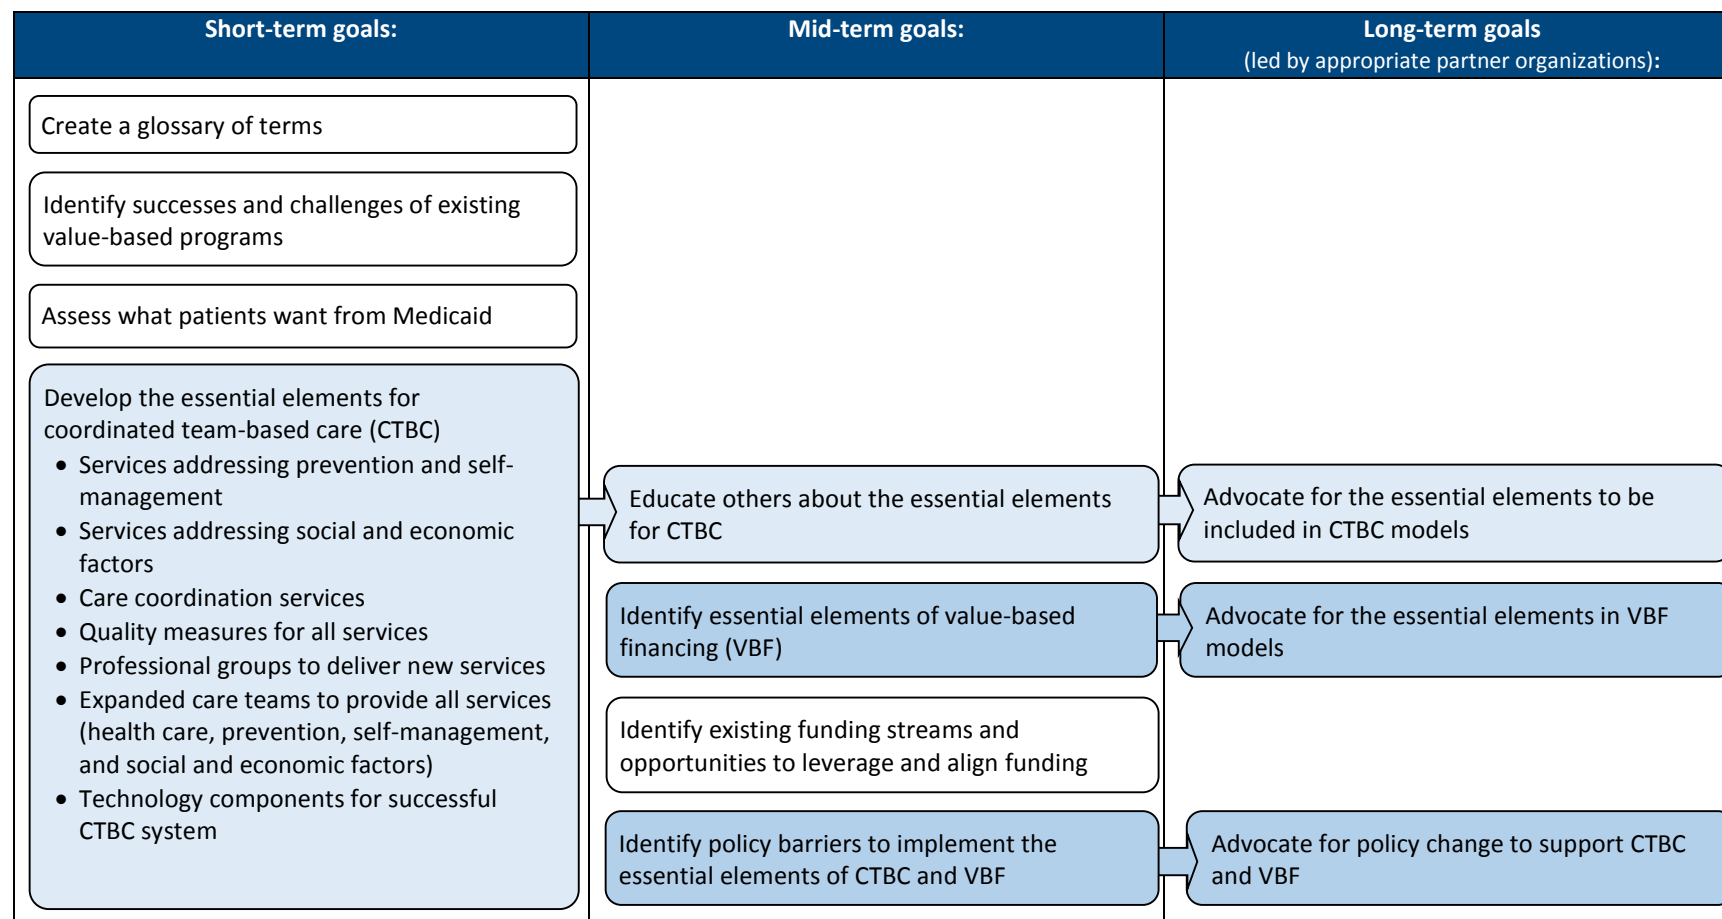 Short-term goals:
Mid-term goals:
Long-term goals
(led by appropriate partner organizations):
Create a glossary of terms
Identify successes and challenges of existing
value-based programs
Assess what patients want from Medicaid
Develop the essential elements for
coordinated team-based care (CTBC)
• Services addressing prevention and self-
management
• Services addressing social and economic
factors
• Care coordination services
• Quality measures for all services
• Professional groups to deliver new services
• Expanded care teams to provide all services
(health care, prevention, self-management,
and social and economic factors)
• Technology components for successful
CTBC system
Educate others about the essential elements
for CTBC
Identify essential elements of value-based
financing (VBF)
Identify existing funding streams and
opportunities to leverage and align funding
Identify policy barriers to implement the
essential elements of CTBC and VBF
Advocate for the essential elements to be
included in CTBC models
Advocate for the essential elements in VBF
models
Advocate for policy change to support CTBC
and VBF